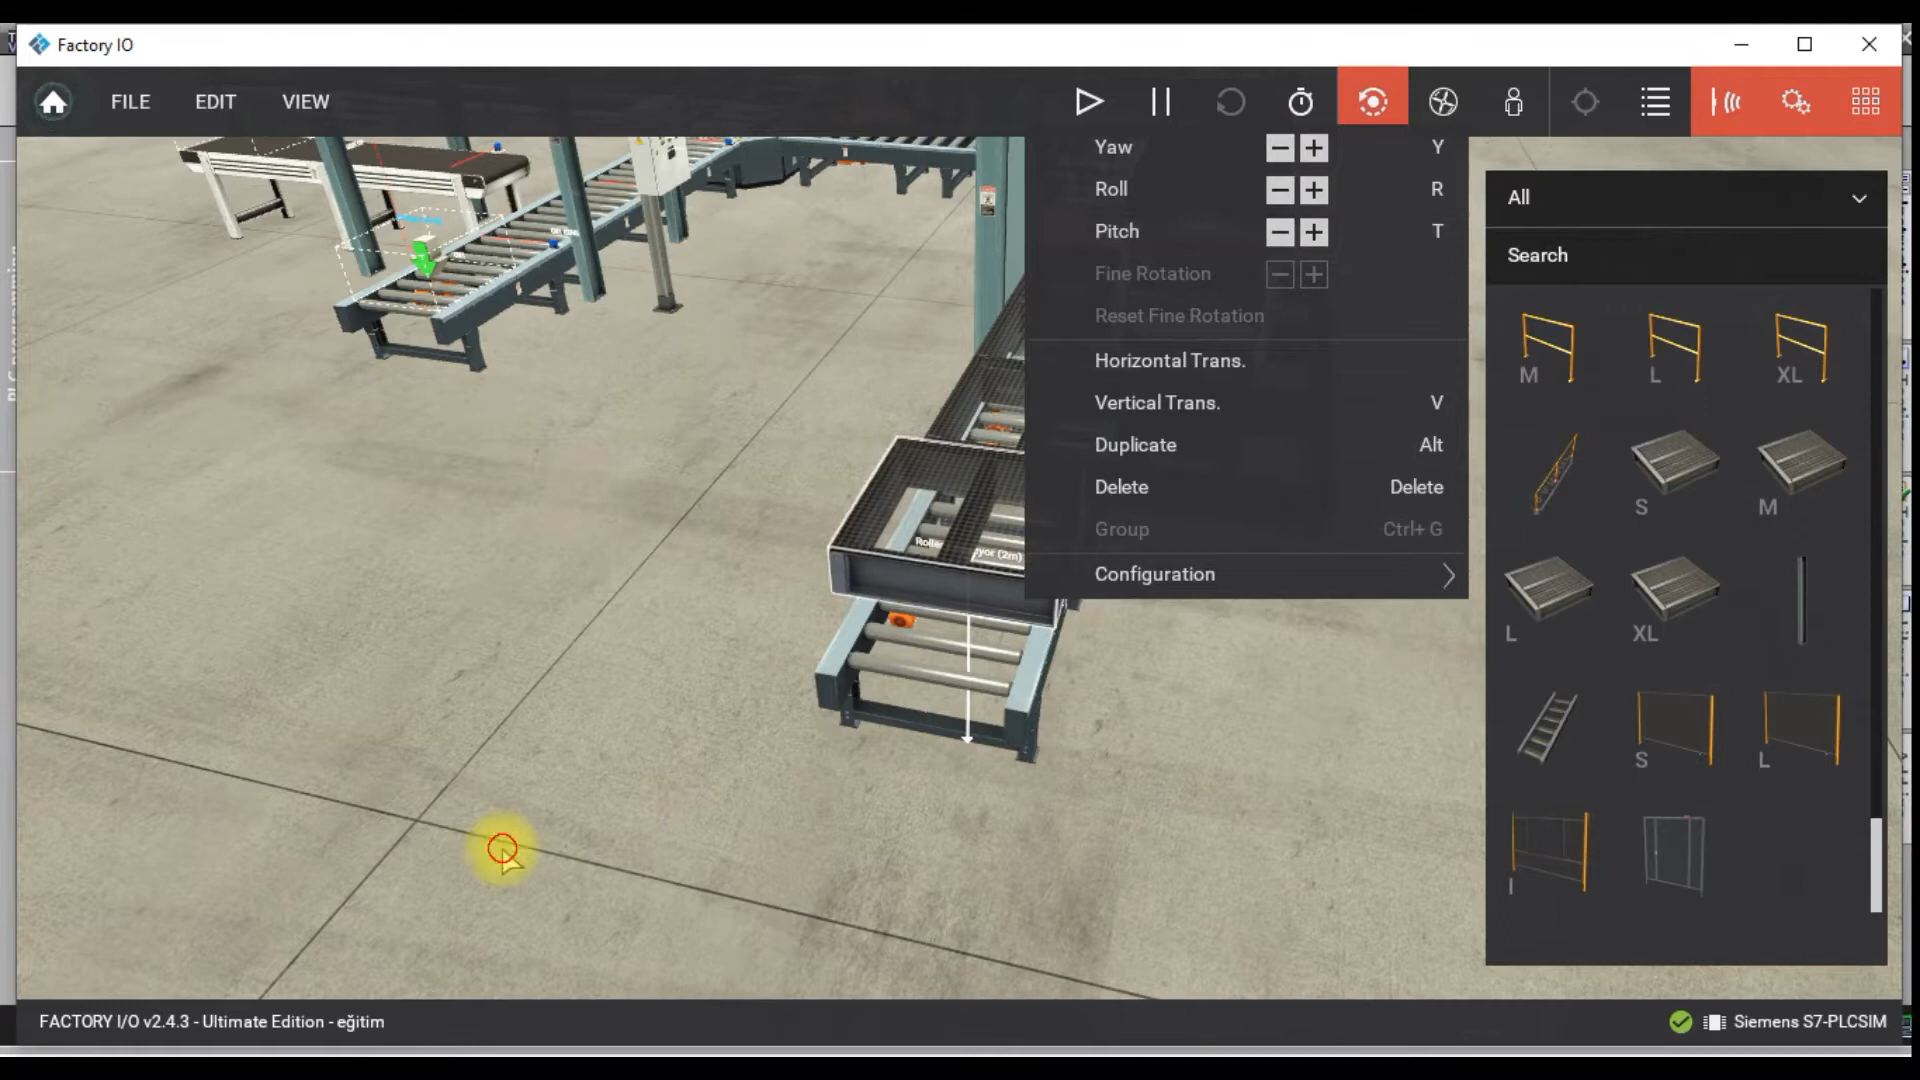 Factory IO
FILE EDIT VIEW
Yaw Y
Roll R
Pitch T
Fine Rotation
Reset Fine Rotation
Horizontal Trans.
Vertical Trans. V
Duplicate Alt
Delete Delete
Group Ctrl+ G
Configuration
All
Search
M L XL
S M
L XL
S L
I
PLC programming
FACTORY I/O v2.4.3 - Ultimate Edition - eğitim
Siemens S7-PLCSIM